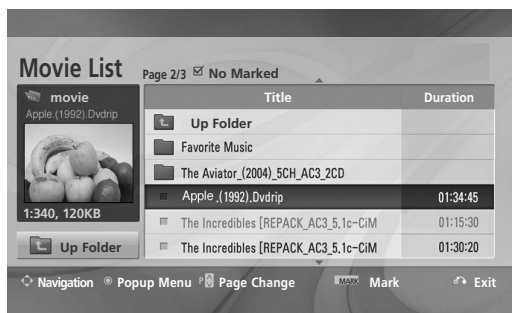 Movie List
Page 2/3 No Marked
movie
Apple.(1992).Dvdrip
1:340, 120KB
Up Folder
Title Duration
Up Folder
Favorite Music
The Aviator_(2004)_5CH_AC3_2CD
Apple .(1992).Dvdrip 01:34:45
The Incredibles [REPACK_AC3_5.1c-CiM 01:15:30
The Incredibles [REPACK_AC3_5.1c-CiM 01:30:20
Navigation Popup Menu P Page Change MARK Mark Exit